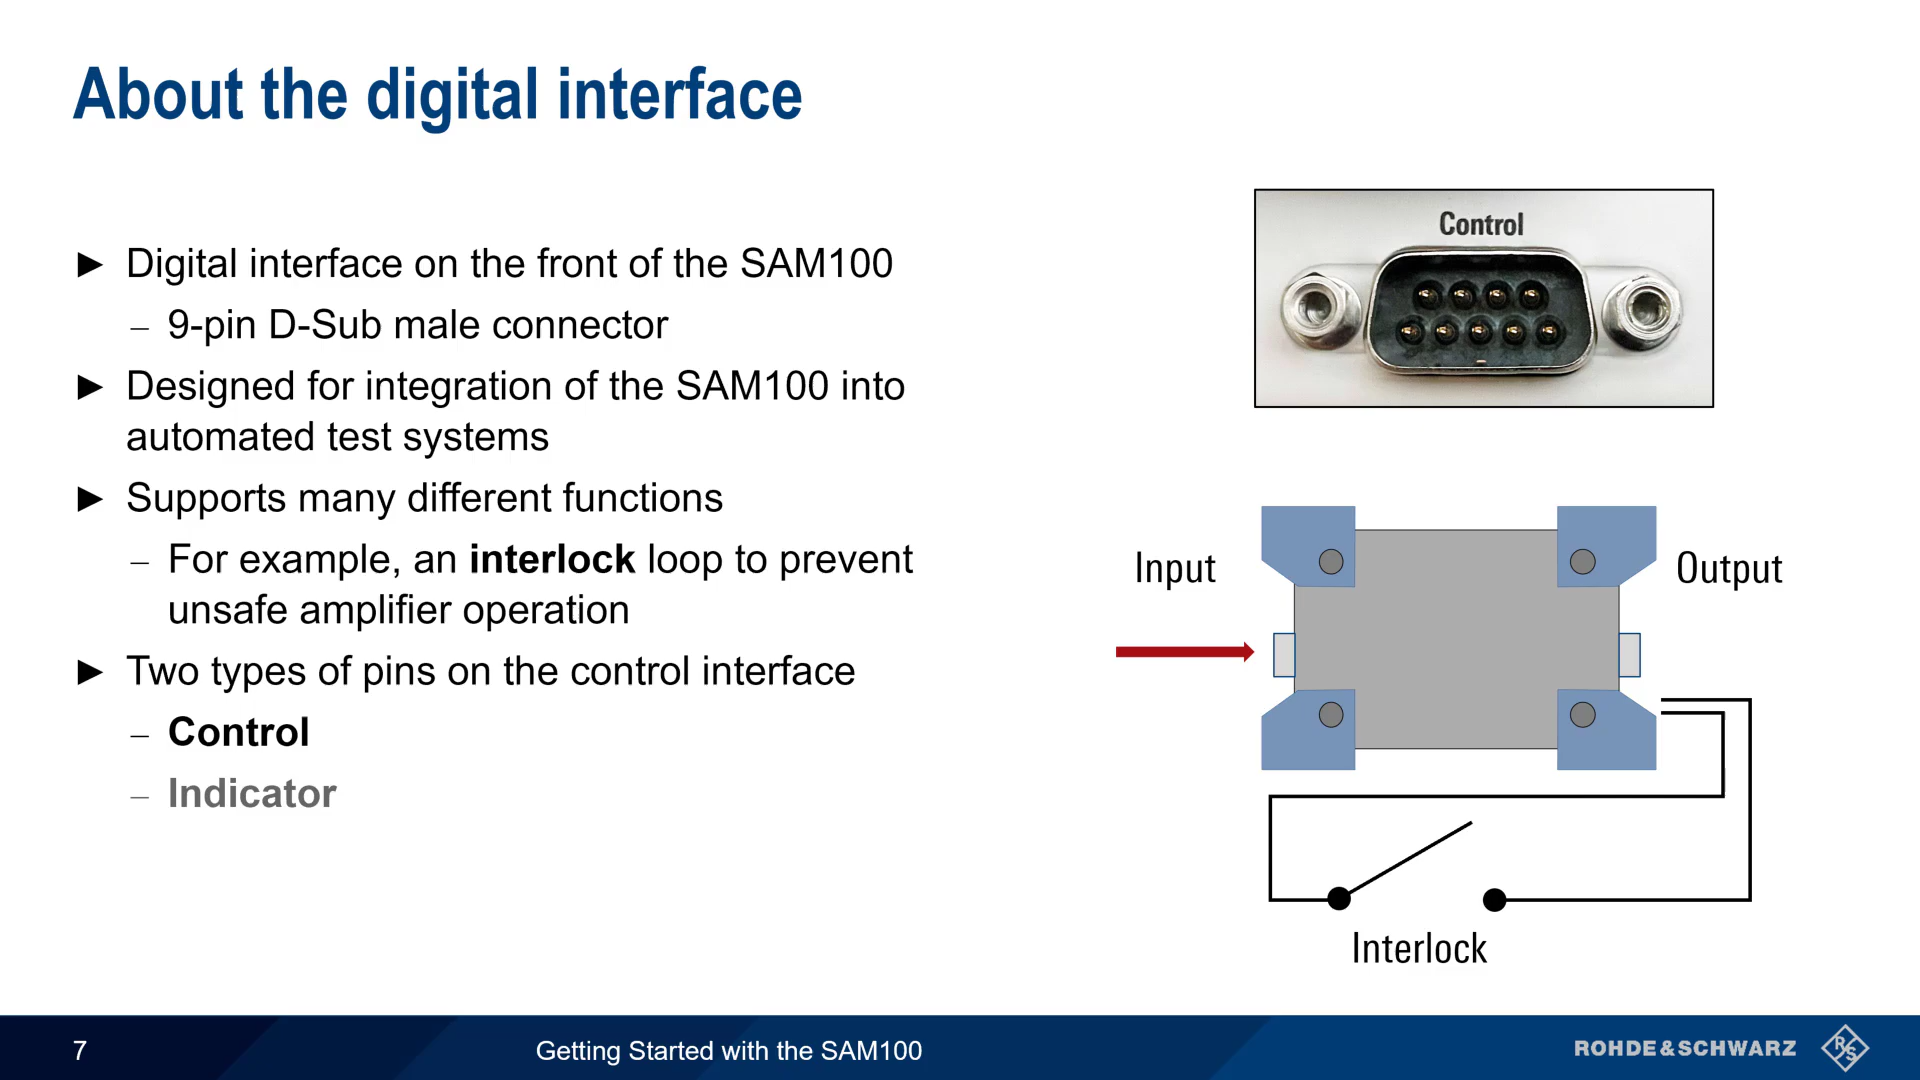 About the digital interface
► Digital interface on the front of the SAM100
– 9-pin D-Sub male connector
► Designed for integration of the SAM100 into
automated test systems
► Supports many different functions
– For example, an interlock loop to prevent
unsafe amplifier operation
► Two types of pins on the control interface
– Control
– Indicator
Control
Input
Output
Interlock
7
Getting Started with the SAM100
ROHDE&SCHWARZ
R&S